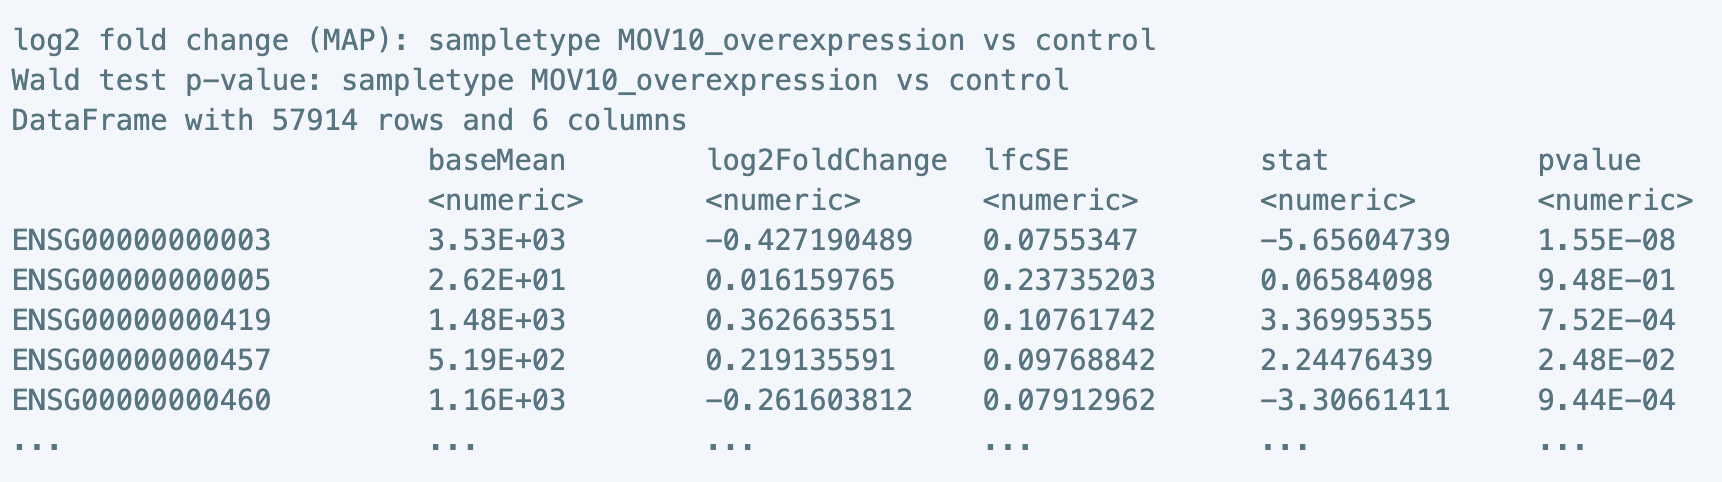 log2 fold change (MAP): sampletype MOV10_overexpression vs control
Wald test p-value: sampletype MOV10_overexpression vs control
DataFrame with 57914 rows and 6 columns
baseMean log2FoldChange lfcSE stat pvalue
<numeric> <numeric> <numeric> <numeric> <numeric>
ENSG00000000003 3.53E+03 -0.427190489 0.0755347 -5.65604739 1.55E-08
ENSG00000000005 2.62E+01 0.016159765 0.23735203 0.06584098 9.48E-01
ENSG00000000419 1.48E+03 0.362663551 0.10761742 3.36995355 7.52E-04
ENSG00000000457 5.19E+02 0.219135591 0.09768842 2.24476439 2.48E-02
ENSG00000000460 1.16E+03 -0.261603812 0.07912962 -3.30661411 9.44E-04
... ... ... ... ... ...